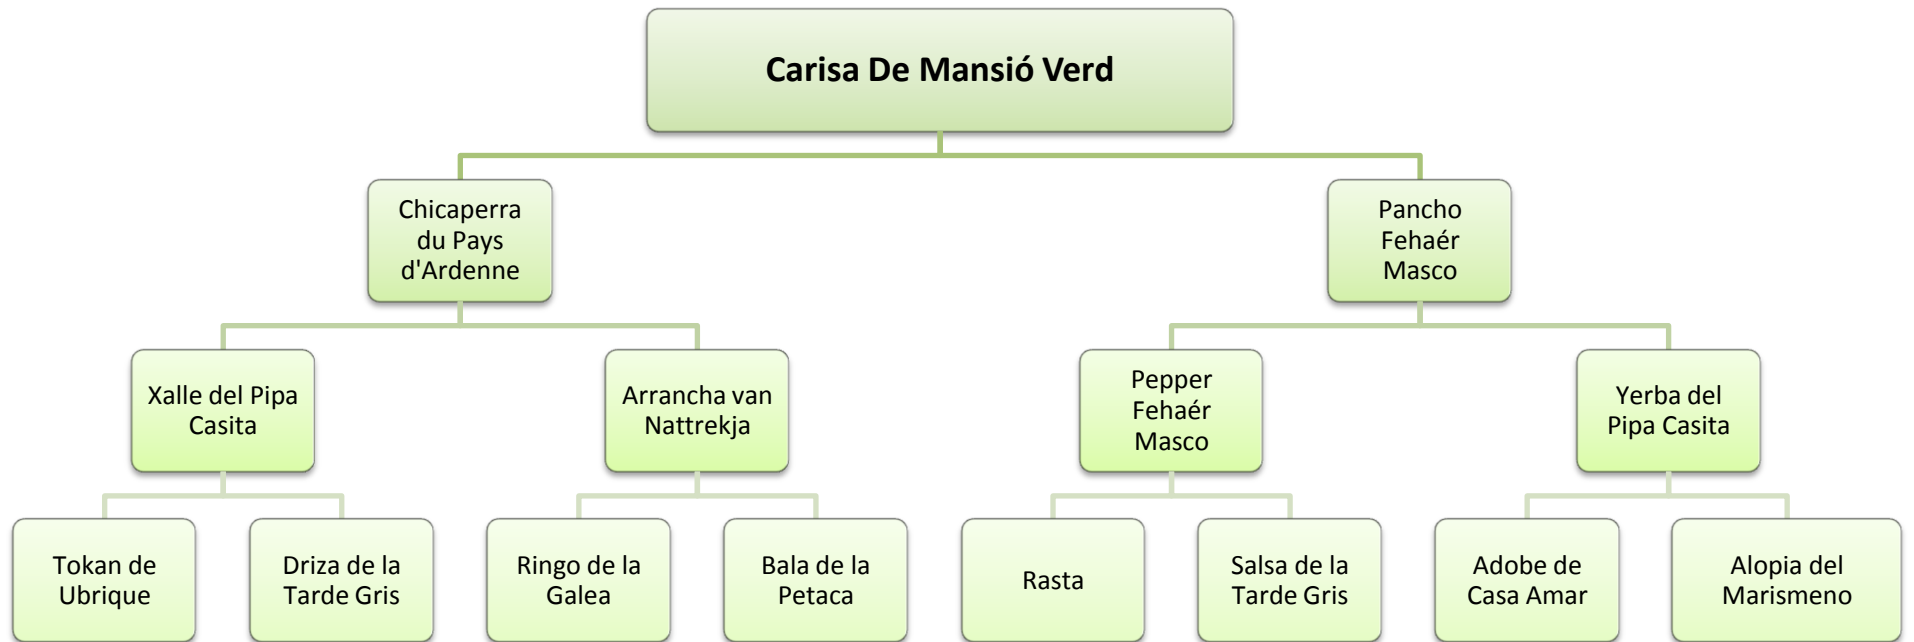 Carisa De Mansió Verd
Chicaperra
du Pays
d'Ardenne
Pancho
Fehaér
Masco
Xalle del Pipa
Casita
Arrancha van
Nattrekja
Pepper
Fehaér
Masco
Yerba del
Pipa Casita
Tokan de
Ubrique
Driza de la
Tarde Gris
Ringo de la
Galea
Bala de la
Petaca
Rasta
Salsa de la
Tarde Gris
Adobe de
Casa Amar
Alopia del
Marismeno